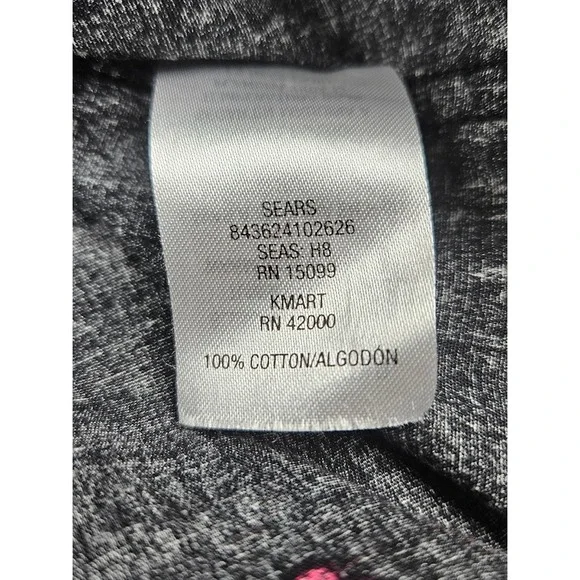 SEARS
843624102626
SEAS: H8
RN 15099
KMART
RN 42000
100% COTTON/ALGODÓN